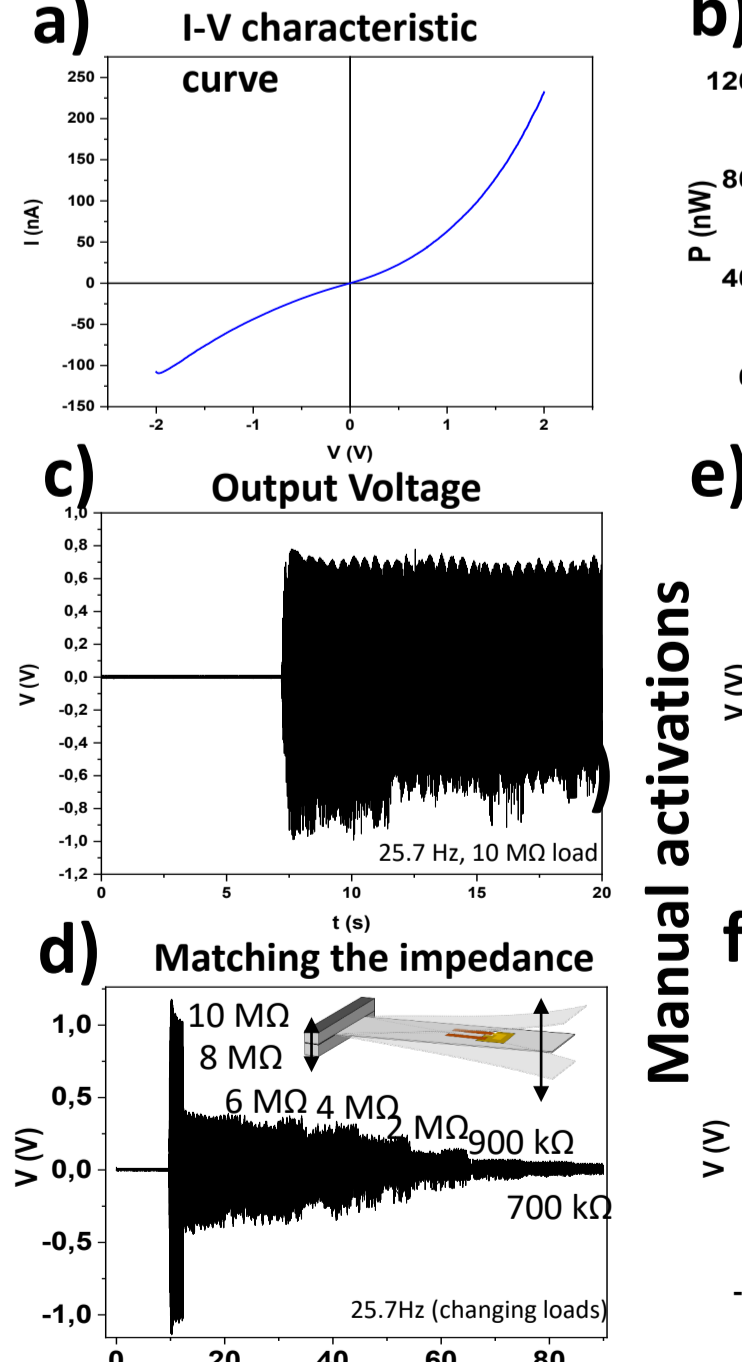 a)
I-V characteristic
curve
250
200
150
100
50
0
-50
-100
-150
I (nA)
-2
-1
0
1
2
V (V)
b)
120
80
40
0
P (nW)
c)
Output Voltage
1,0
0,8
0,6
0,4
0,2
0,0
-0,2
-0,4
-0,6
-0,8
-1,0
-1,2
V (V)
25.7 Hz, 10 MΩ load
)
0
5
10
15
20
t (s)
e)
Manual activations
V (V)
d)
Matching the impedance
1,0
0,5
0,0
-0,5
-1,0
V (V)
10 MΩ
8 MΩ
6 MΩ
4 MΩ
2 MΩ
900 kΩ
700 kΩ
25.7Hz (changing loads)
0
20
40
60
80
f
V (V)
-